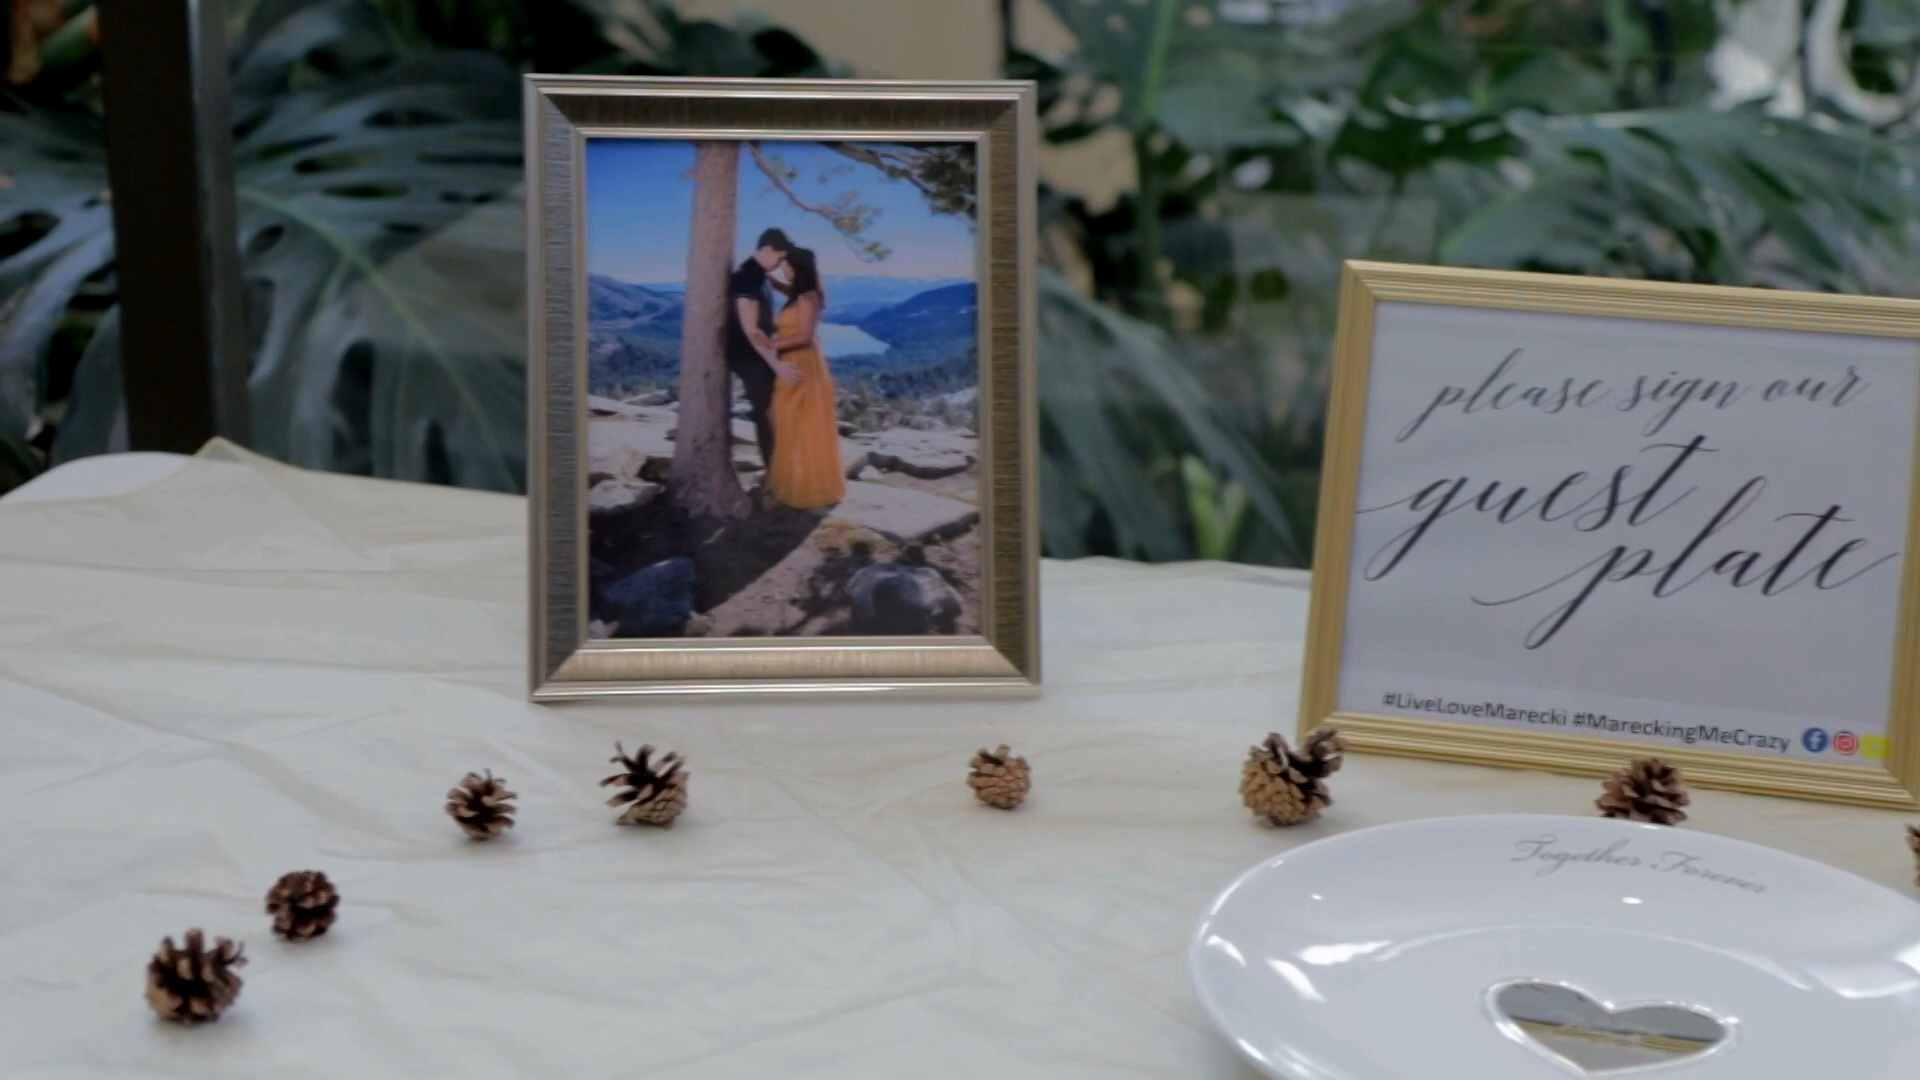 please sign our
guest
plate
#LiveLoveMarecki #MareckingMeCrazy
Together Forever